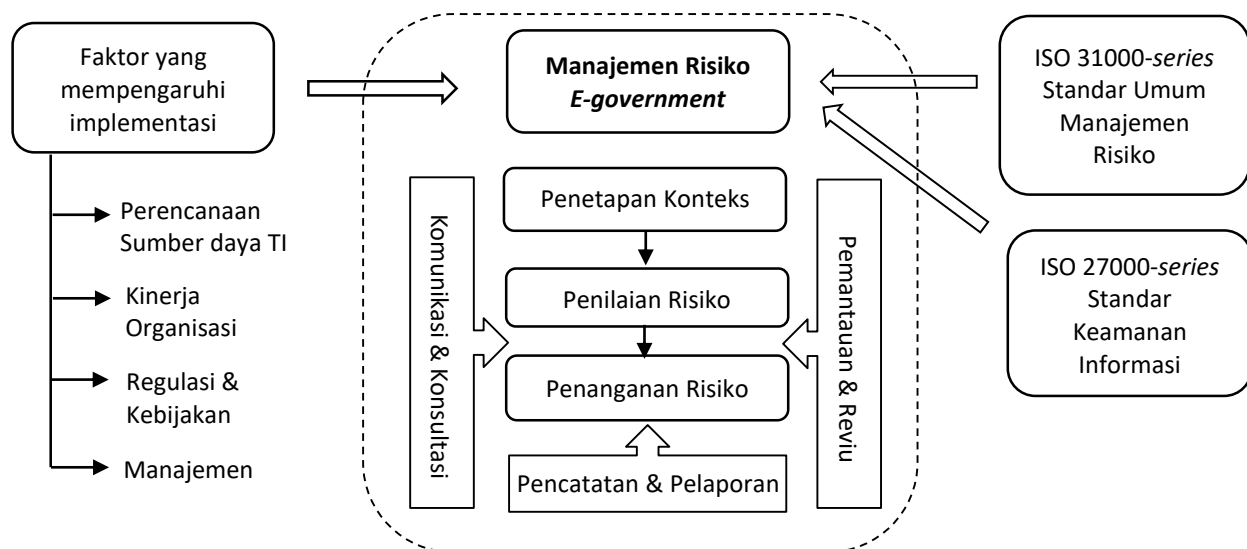 Faktor yang
mempengaruhi
implementasi
Perencanaan
Sumber daya TI
Kinerja
Organisasi
Regulasi &
Kebijakan
Manajemen
Manajemen Risiko
E-government
Komunikasi & Konsultasi
Penetapan Konteks
Penilaian Risiko
Penanganan Risiko
Pencatatan & Pelaporan
Pemantauan & Reviu
ISO 31000-series
Standar Umum
Manajemen
Risiko
ISO 27000-series
Standar
Keamanan
Informasi